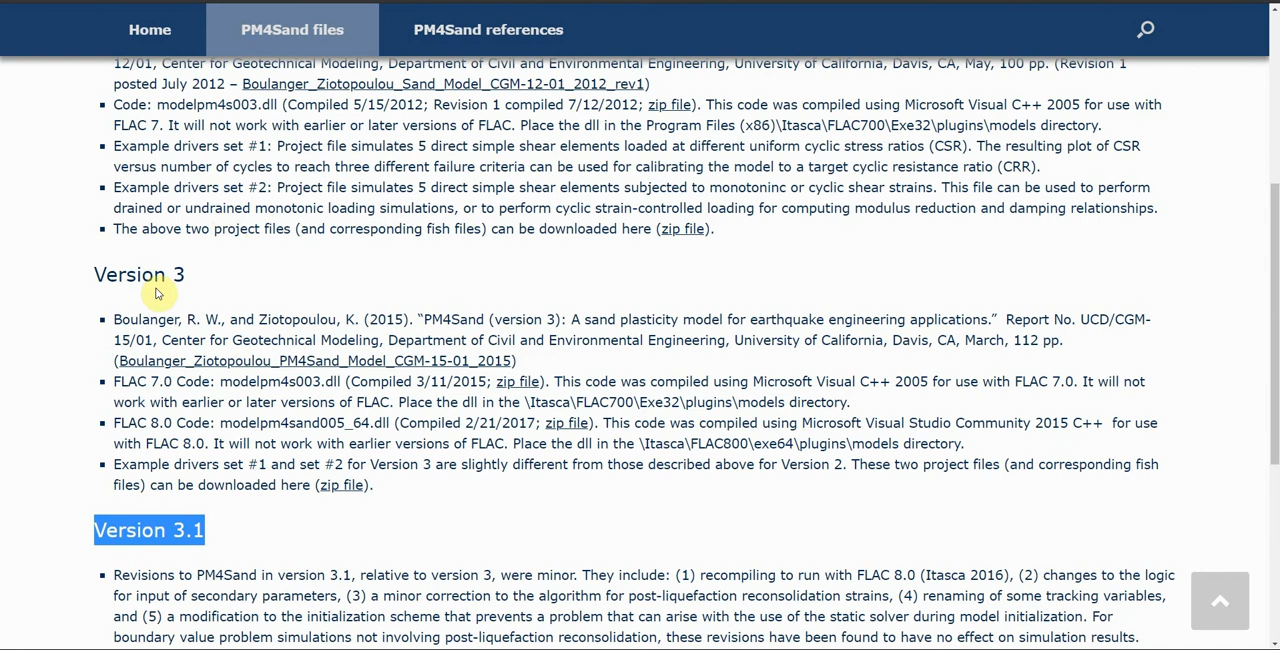 Home
PM4Sand files
PM4Sand references
12/01, Center for Geotechnical Modeling, Department of Civil and Environmental Engineering, University of California, Davis, CA, May, 100 pp. (Revision 1
posted July 2012 – Boulanger_Ziotopoulou_Sand_Model_CGM-12-01_2012_rev1)
Code: modelpm4s003.dll (Compiled 5/15/2012; Revision 1 compiled 7/12/2012; zip file). This code was compiled using Microsoft Visual C++ 2005 for use with
FLAC 7. It will not work with earlier or later versions of FLAC. Place the dll in the Program Files (x86)\Itasca\FLAC700\Exe32\plugins\models directory.
Example drivers set #1: Project file simulates 5 direct simple shear elements loaded at different uniform cyclic stress ratios (CSR). The resulting plot of CSR
versus number of cycles to reach three different failure criteria can be used for calibrating the model to a target cyclic resistance ratio (CRR).
Example drivers set #2: Project file simulates 5 direct simple shear elements subjected to monotoninc or cyclic shear strains. This file can be used to perform
drained or undrained monotonic loading simulations, or to perform cyclic strain-controlled loading for computing modulus reduction and damping relationships.
The above two project files (and corresponding fish files) can be downloaded here (zip file).
Version 3
Boulanger, R. W., and Ziotopoulou, K. (2015). “PM4Sand (version 3): A sand plasticity model for earthquake engineering applications.” Report No. UCD/CGM-
15/01, Center for Geotechnical Modeling, Department of Civil and Environmental Engineering, University of California, Davis, CA, March, 112 pp.
(Boulanger_Ziotopoulou_PM4Sand_Model_CGM-15-01_2015)
FLAC 7.0 Code: modelpm4s003.dll (Compiled 3/11/2015; zip file). This code was compiled using Microsoft Visual C++ 2005 for use with FLAC 7.0. It will not
work with earlier or later versions of FLAC. Place the dll in the \Itasca\FLAC700\Exe32\plugins\models directory.
FLAC 8.0 Code: modelpm4sand005_64.dll (Compiled 2/21/2017; zip file). This code was compiled using Microsoft Visual Studio Community 2015 C++ for use
with FLAC 8.0. It will not work with earlier versions of FLAC. Place the dll in the \Itasca\FLAC800\exe64\plugins\models directory.
Example drivers set #1 and set #2 for Version 3 are slightly different from those described above for Version 2. These two project files (and corresponding fish
files) can be downloaded here (zip file).
Version 3.1
Revisions to PM4Sand in version 3.1, relative to version 3, were minor. They include: (1) recompiling to run with FLAC 8.0 (Itasca 2016), (2) changes to the logic
for input of secondary parameters, (3) a minor correction to the algorithm for post-liquefaction reconsolidation strains, (4) renaming of some tracking variables,
and (5) a modification to the initialization scheme that prevents a problem that can arise with the use of the static solver during model initialization. For
boundary value problem simulations not involving post-liquefaction reconsolidation, these revisions have been found to have no effect on simulation results.